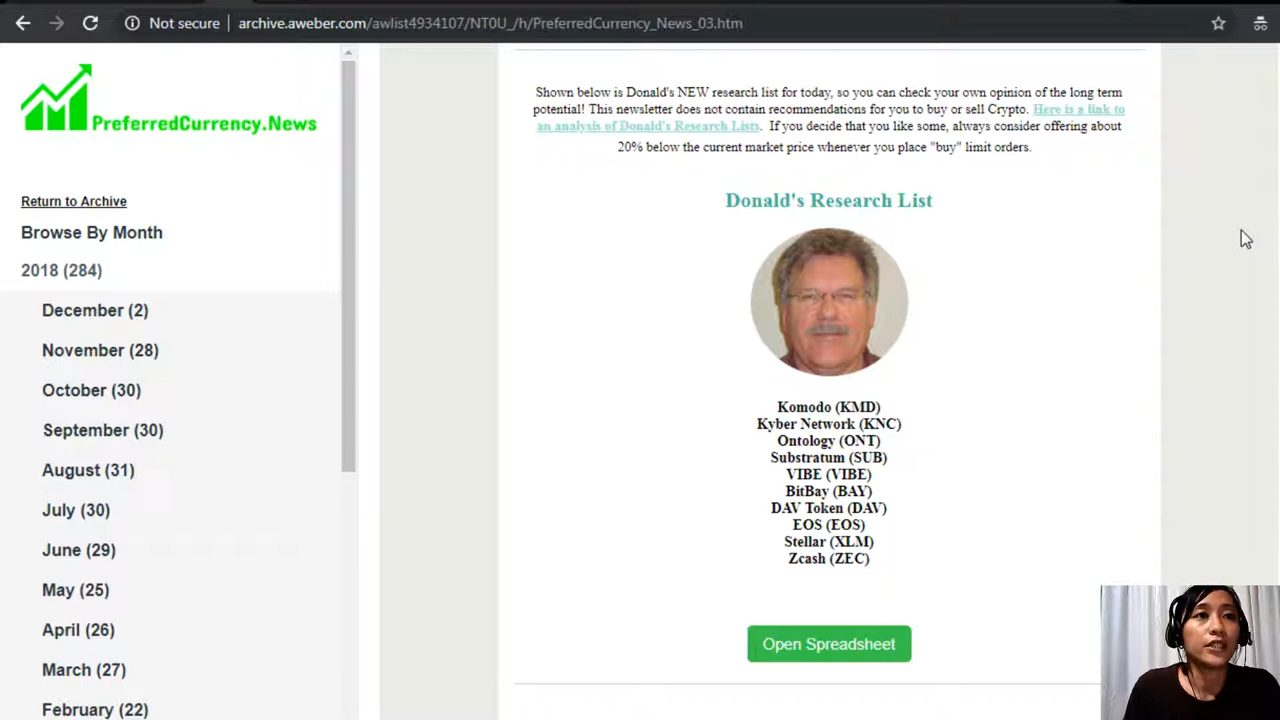 Not secure
archive.aweber.com/awlist4934107/NT0U_/h/PreferredCurrency_News_03.htm
PreferredCurrency.News
Return to Archive
Browse By Month
2018 (284)
December (2)
November (28)
October (30)
September (30)
August (31)
July (30)
June (29)
May (25)
April (26)
March (27)
February (22)
Shown below is Donald's NEW research list for today, so you can check your own opinion of the long term
potential! This newsletter does not contain recommendations for you to buy or sell Crypto. Here is a link to
an analysis of Donald's Research Lists. If you decide that you like some, always consider offering about
20% below the current market price whenever you place "buy" limit orders.
Donald's Research List
Komodo (KMD)
Kyber Network (KNC)
Ontology (ONT)
Substratum (SUB)
VIBE (VIBE)
BitBay (BAY)
DAV Token (DAV)
EOS (EOS)
Stellar (XLM)
Zcash (ZEC)
Open Spreadsheet